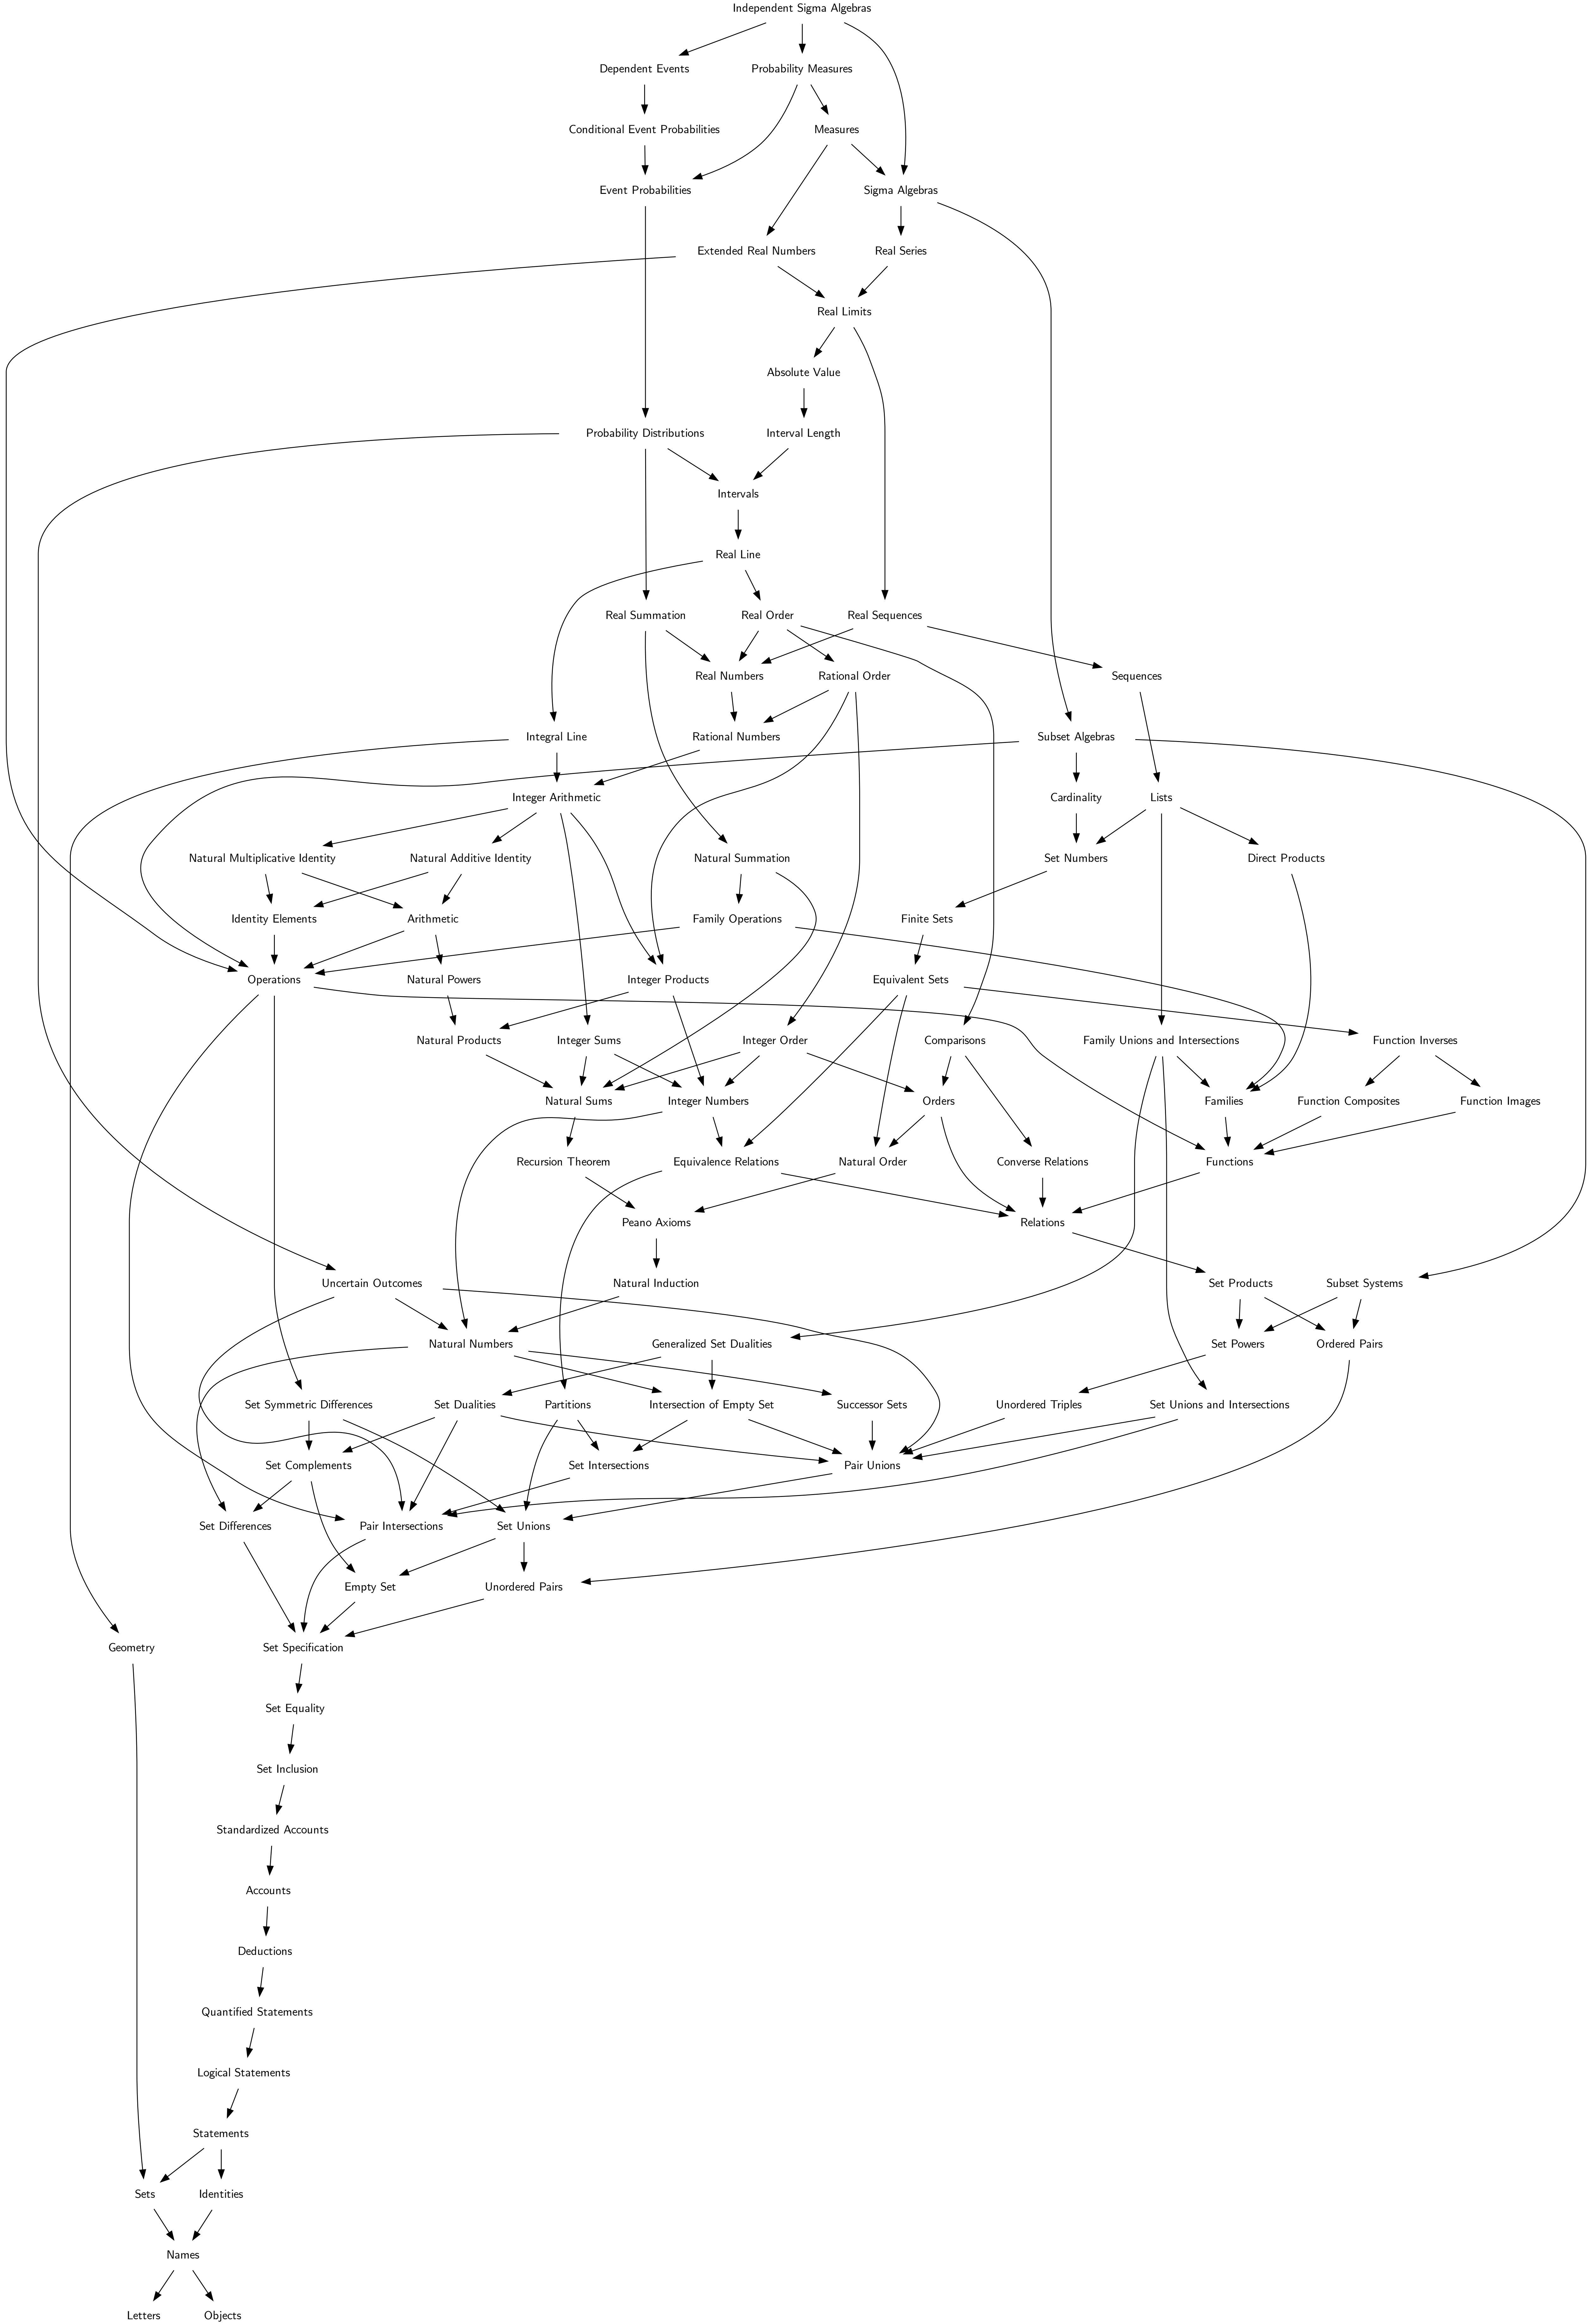 Independent Sigma Algebras
Dependent Events
Probability Measures
Conditional Event Probabilities
Measures
Event Probabilities
Sigma Algebras
Extended Real Numbers
Real Series
Real Limits
Absolute Value
Probability Distributions
Interval Length
Intervals
Real Line
Real Summation
Real Order
Real Sequences
Real Numbers
Rational Order
Sequences
Integral Line
Rational Numbers
Subset Algebras
Integer Arithmetic
Cardinality
Lists
Natural Multiplicative Identity
Natural Additive Identity
Natural Summation
Set Numbers
Direct Products
Identity Elements
Arithmetic
Family Operations
Finite Sets
Operations
Natural Powers
Integer Products
Equivalent Sets
Natural Products
Integer Sums
Integer Order
Comparisons
Family Unions and Intersections
Function Inverses
Natural Sums
Integer Numbers
Orders
Families
Function Composites
Function Images
Recursion Theorem
Equivalence Relations
Natural Order
Converse Relations
Functions
Peano Axioms
Relations
Uncertain Outcomes
Natural Induction
Set Products
Subset Systems
Natural Numbers
Generalized Set Dualities
Set Powers
Ordered Pairs
Set Symmetric Differences
Set Dualities
Partitions
Intersection of Empty Set
Successor Sets
Unordered Triples
Set Unions and Intersections
Set Complements
Set Intersections
Pair Unions
Set Differences
Pair Intersections
Set Unions
Empty Set
Unordered Pairs
Geometry
Set Specification
Set Equality
Set Inclusion
Standardized Accounts
Accounts
Deductions
Quantified Statements
Logical Statements
Statements
Sets
Identities
Names
Letters
Objects